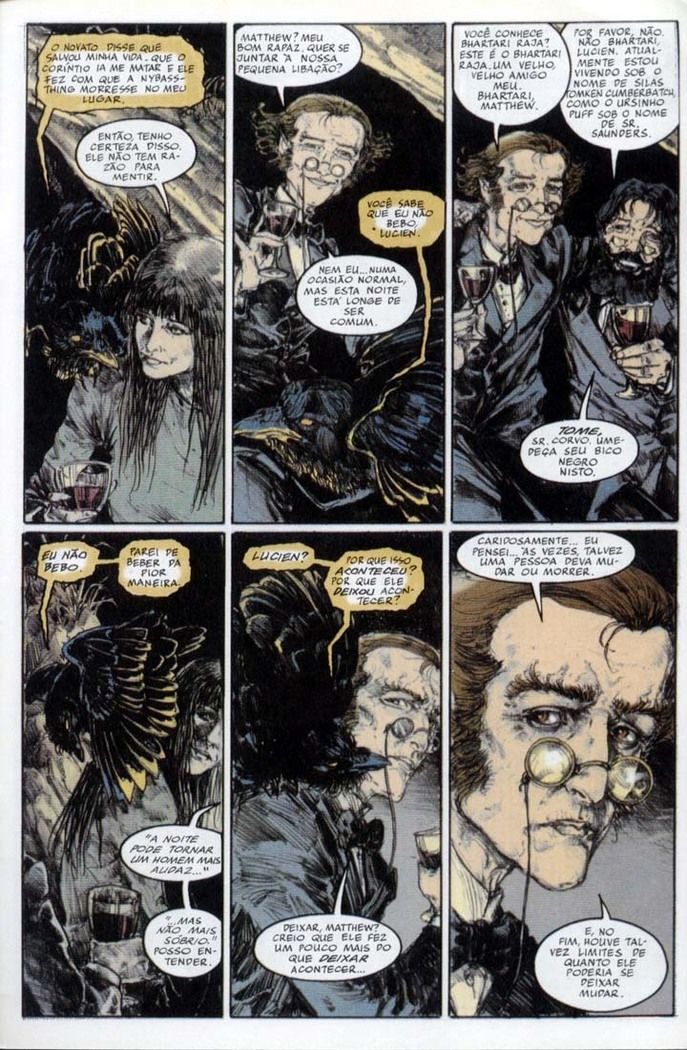 O NOVATO DISSE QUE
SALVOU MINHA VIDA. QUE O
CORÍNTIO IA ME MATAR E ELE
FEZ COM QUE A NYBASS-
THING MORRESSE NO MEU
LUGAR.
ENTÃO, TENHO
CERTEZA DISSO.
ELE NÃO TEM RA-
ZÃO PARA
MENTIR.
MATTHEW? MEU
BOM RAPAZ. QUER SE
JUNTAR À NOSSA
PEQUENA LIBAÇÃO?
VOCÊ SABE
QUE EU NÃO
BEBO,
LUCIEN.
NEM EU... NUMA
OCASIÃO NORMAL,
MAS ESTA NOITE
ESTÁ LONGE DE
SER
COMUM.
VOCÊ CONHECE
BHARTARI RAJA?
ESTE É O BHARTARI
RAJA. UM VELHO,
VELHO AMIGO
MEU.
BHARTARI,
MATTHEW.
POR FAVOR, NÃO.
NÃO BHARTARI,
LUCIEN. ATUAL-
MENTE ESTOU
VIVENDO SOB O
NOME DE SILAS
TOMKEN CUMBERBATCH,
COMO O URSINHO
PUFF SOB O NOME
DE SR.
SAUNDERS.
TOME,
SR. CORVO. UME-
DEÇA SEU BICO
NEGRO
NISTO.
EU NÃO
BEBO.
PAREI DE
BEBER DA
PIOR
MANEIRA.
"A NOITE
PODE TORNAR
UM HOMEM MAIS
AUDAZ..."
"...MAS
NÃO MAIS
SÓBRIO."
POSSO EN-
TENDER.
LUCIEN?
POR QUE ISSO
ACONTECEU?
POR QUE ELE
DEIXOU ACON-
TECER?
DEIXAR, MATTHEW?
CREIO QUE ELE FEZ
UM POUCO MAIS DO
QUE DEIXAR
ACONTECER...
CARIDOSAMENTE... EU
PENSEI... ÀS VEZES, TALVEZ
UMA PESSOA DEVA MU-
DAR OU MORRER.
E, NO
FIM, HOUVE TAL-
VEZ LIMITES DE
QUANTO ELE
PODERIA SE
DEIXAR
MUDAR.